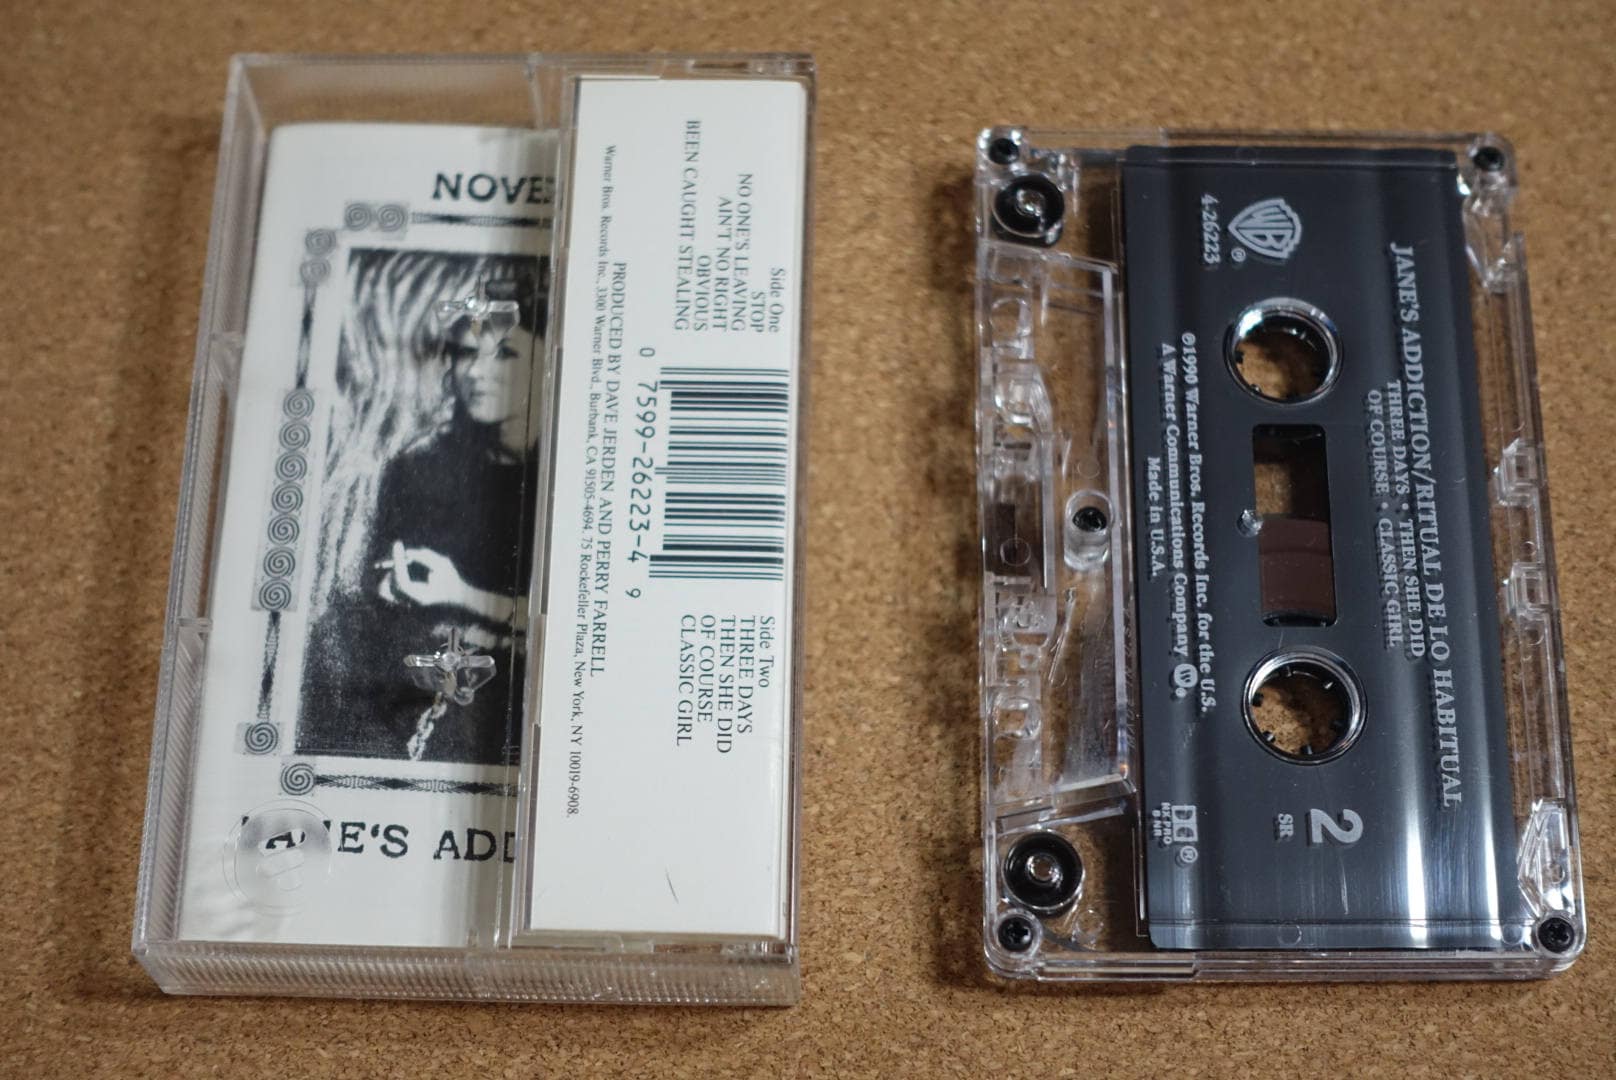 NOVE
ANE'S ADD
Side One
STOP
NO ONE'S LEAVING
AIN'T NO RIGHT
OBVIOUS
BEEN CAUGHT STEALING
0 7599-26223-4 9
Side Two
THREE DAYS
THEN SHE DID
OF COURSE
CLASSIC GIRL
PRODUCED BY DAVE JERDEN AND PERRY FARRELL
Warner Bros. Records Inc., 3300 Warner Blvd., Burbank, CA 91505-4694. 75 Rockefeller Plaza, New York, NY 10019-6908.
JANE'S ADDICTION/RITUAL DE LO HABITUAL
THREE DAYS • THEN SHE DID
OF COURSE • CLASSIC GIRL
WB ®
4-26223
2
SR
℗1990 Warner Bros. Records Inc. for the U.S.
A Warner Communications Company
Made in U.S.A.
HX PRO
B NR